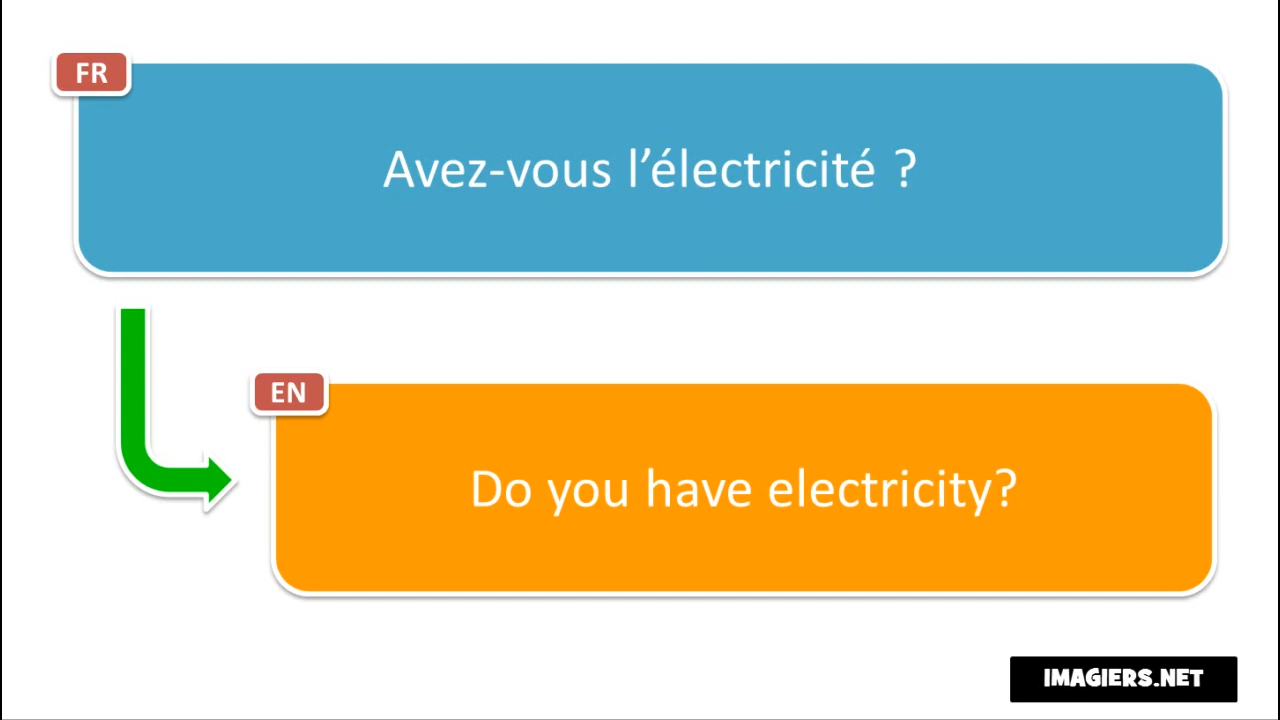 FR
Avez-vous l’électricité ?
EN
Do you have electricity?
IMAGIERS.NET